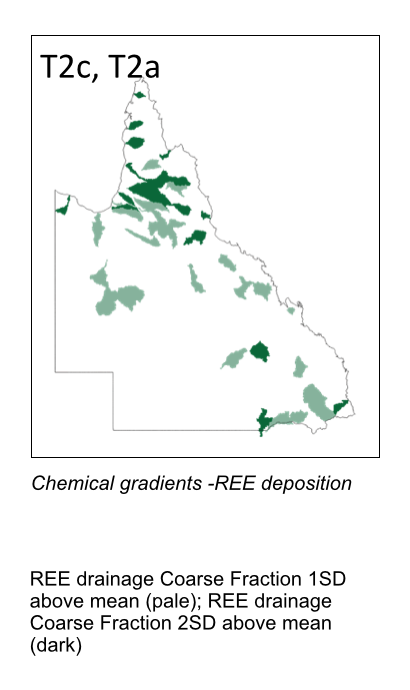 T2c, T2a
Chemical gradients -REE deposition
REE drainage Coarse Fraction 1SD
above mean (pale); REE drainage
Coarse Fraction 2SD above mean
(dark)